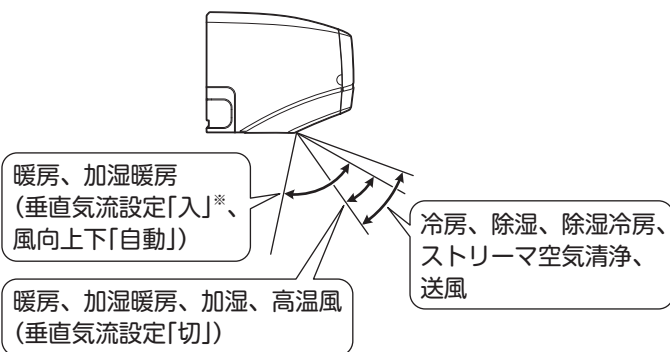 暖房、加湿暖房
(垂直気流設定｢入｣※、
風向上下｢自動｣)
冷房、除湿、除湿冷房、
ストリーマ空気清浄、
送風
暖房、加湿暖房、加湿、高温風
(垂直気流設定｢切｣)